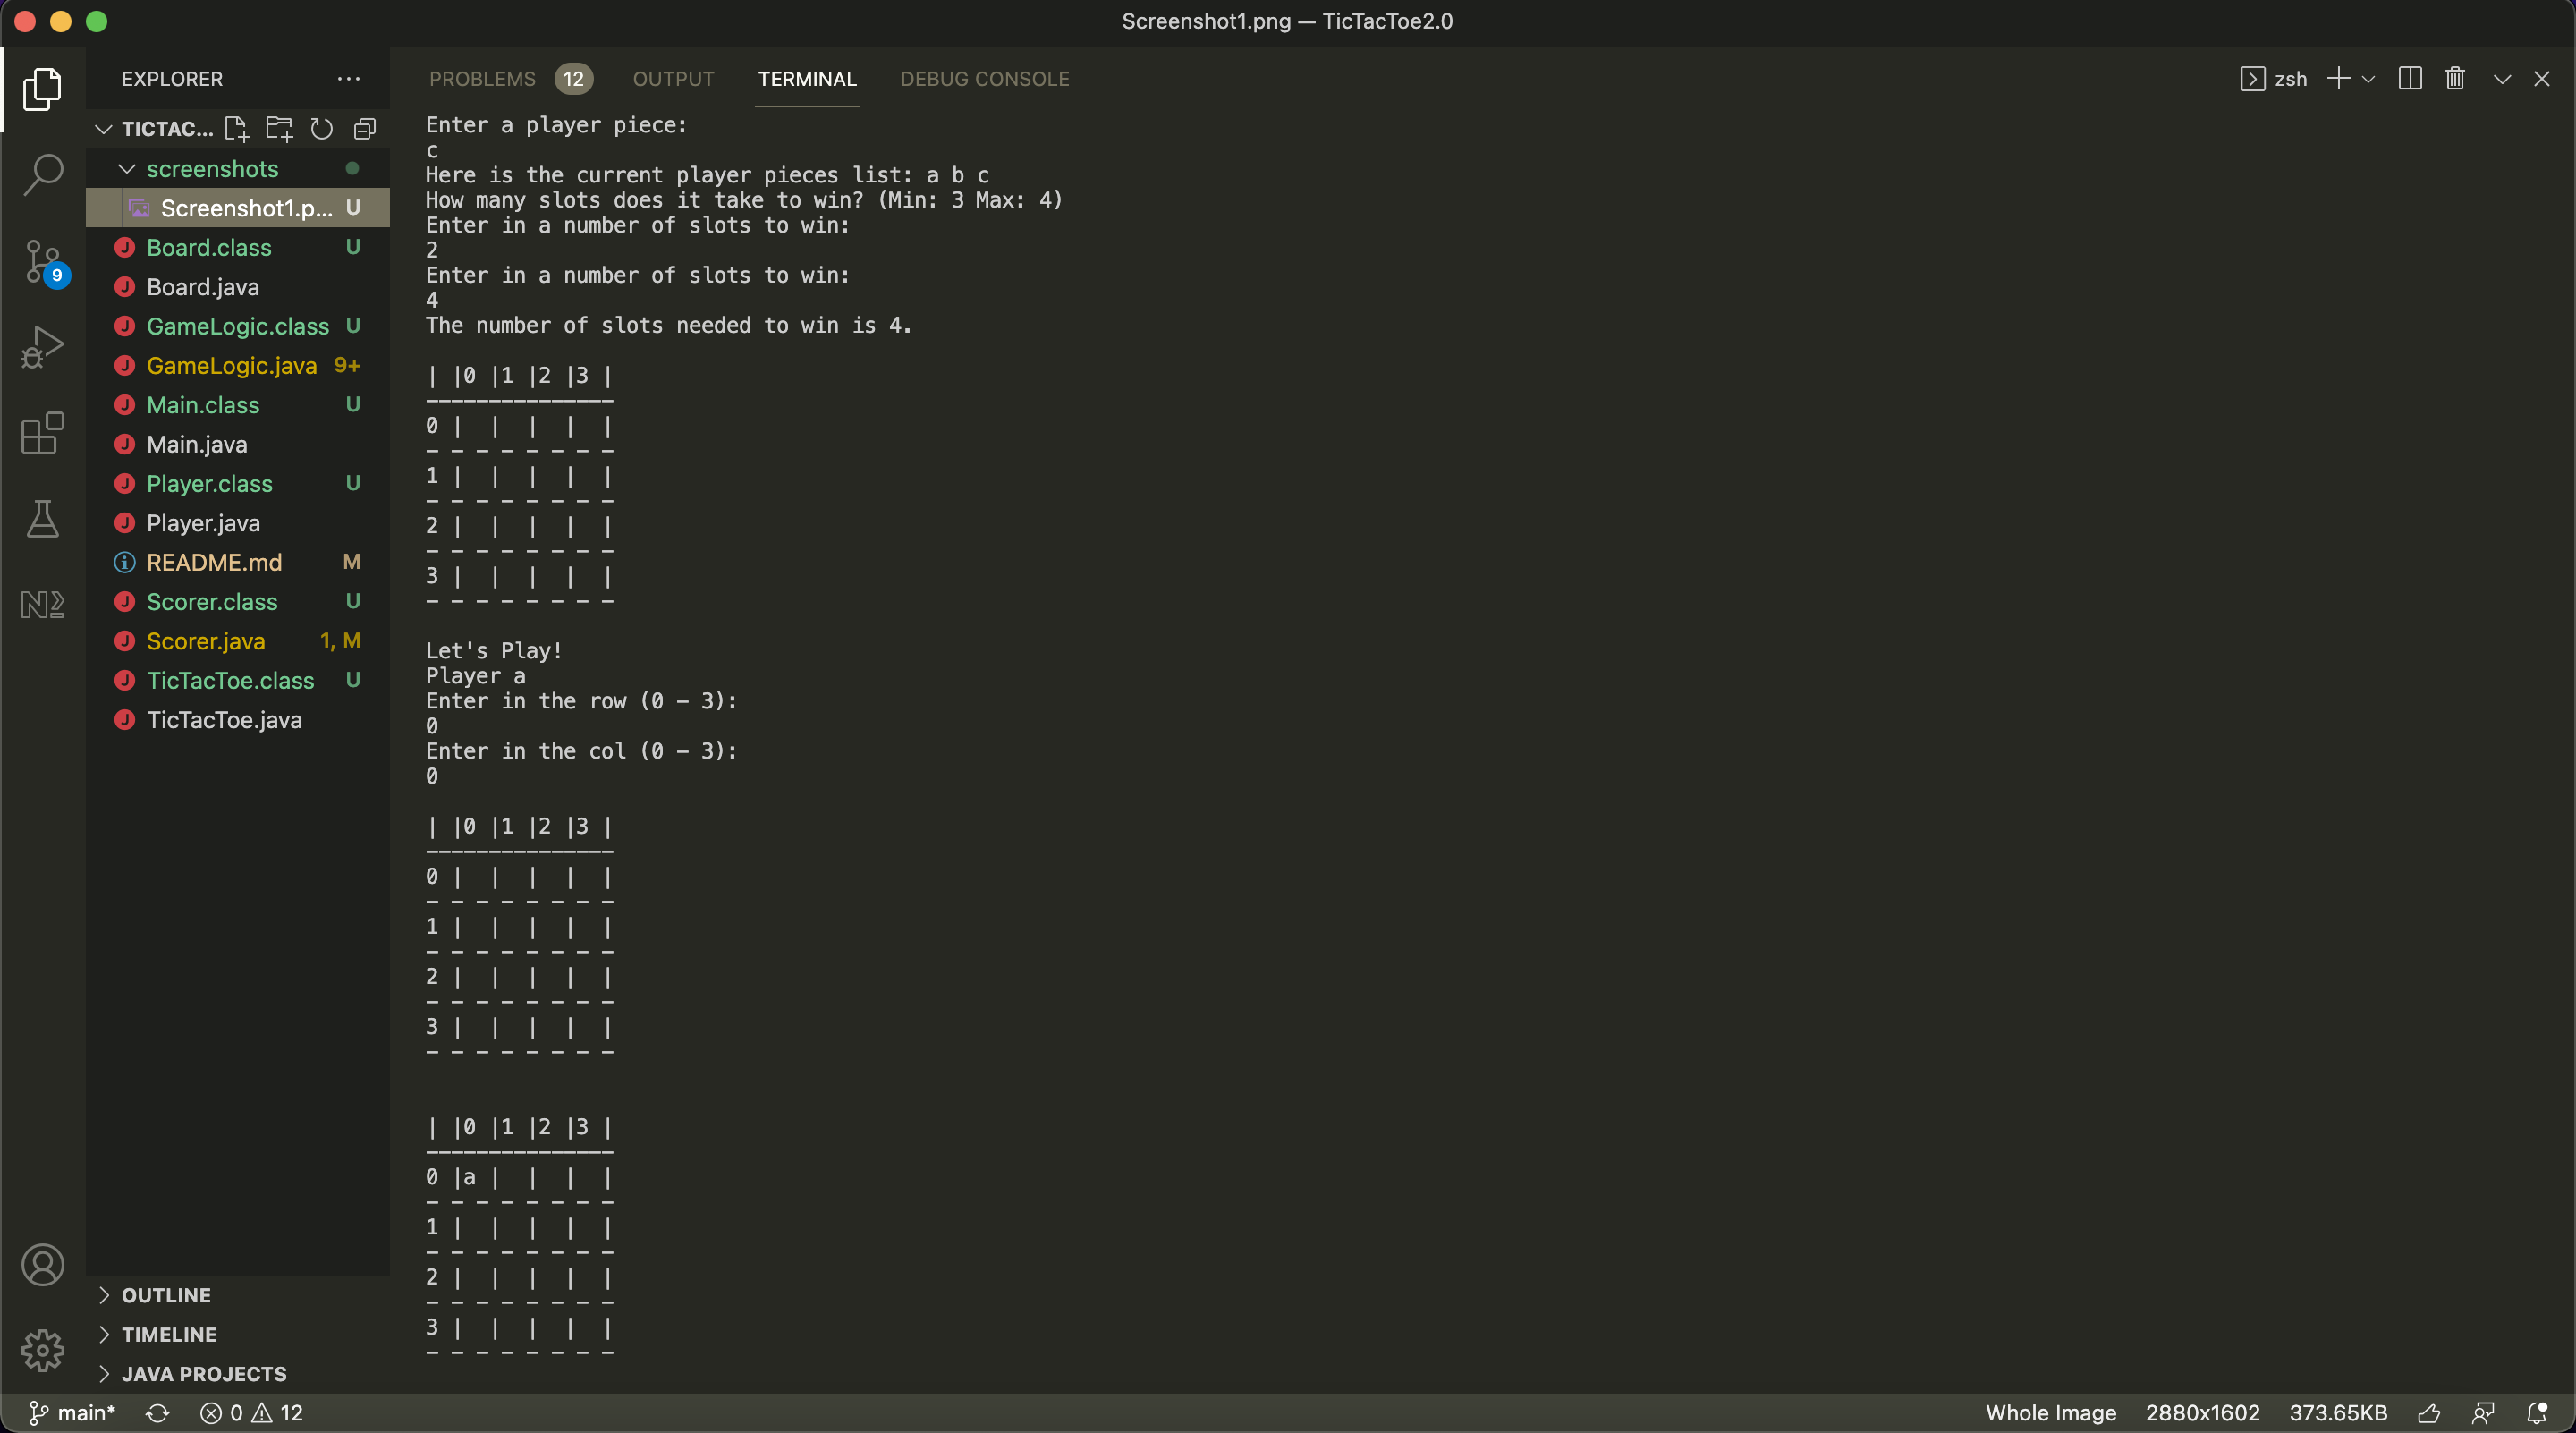 Screenshot1.png — TicTacToe2.0
EXPLORER
TICTAC...
screenshots
Screenshot1.p... U
Board.class U
Board.java
GameLogic.class U
GameLogic.java 9+
Main.class U
Main.java
Player.class U
Player.java
README.md M
Scorer.class U
Scorer.java 1, M
TicTacToe.class U
TicTacToe.java
OUTLINE
TIMELINE
JAVA PROJECTS
9
PROBLEMS 12 OUTPUT TERMINAL DEBUG CONSOLE
zsh
Enter a player piece:
c
Here is the current player pieces list: a b c
How many slots does it take to win? (Min: 3 Max: 4)
Enter in a number of slots to win:
2
Enter in a number of slots to win:
4
The number of slots needed to win is 4.
| |0 |1 |2 |3 |
---------------
0 |  |  |  |  |
- - - - - - - -
1 |  |  |  |  |
- - - - - - - -
2 |  |  |  |  |
- - - - - - - -
3 |  |  |  |  |
- - - - - - - -
Let's Play!
Player a
Enter in the row (0 - 3):
0
Enter in the col (0 - 3):
0
| |0 |1 |2 |3 |
---------------
0 |  |  |  |  |
- - - - - - - -
1 |  |  |  |  |
- - - - - - - -
2 |  |  |  |  |
- - - - - - - -
3 |  |  |  |  |
- - - - - - - -
| |0 |1 |2 |3 |
---------------
0 |a |  |  |  |
- - - - - - - -
1 |  |  |  |  |
- - - - - - - -
2 |  |  |  |  |
- - - - - - - -
3 |  |  |  |  |
- - - - - - - -
main* 0 12
Whole Image 2880x1602 373.65KB